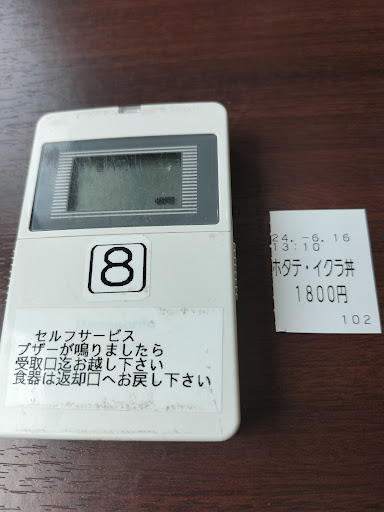 8
セルフサービス
ブザーが鳴りましたら
受取口迄お越し下さい
食器は返却口へお戻し下さい
24.-6.16
13:10
ホタテ・イクラ丼
1800円
102